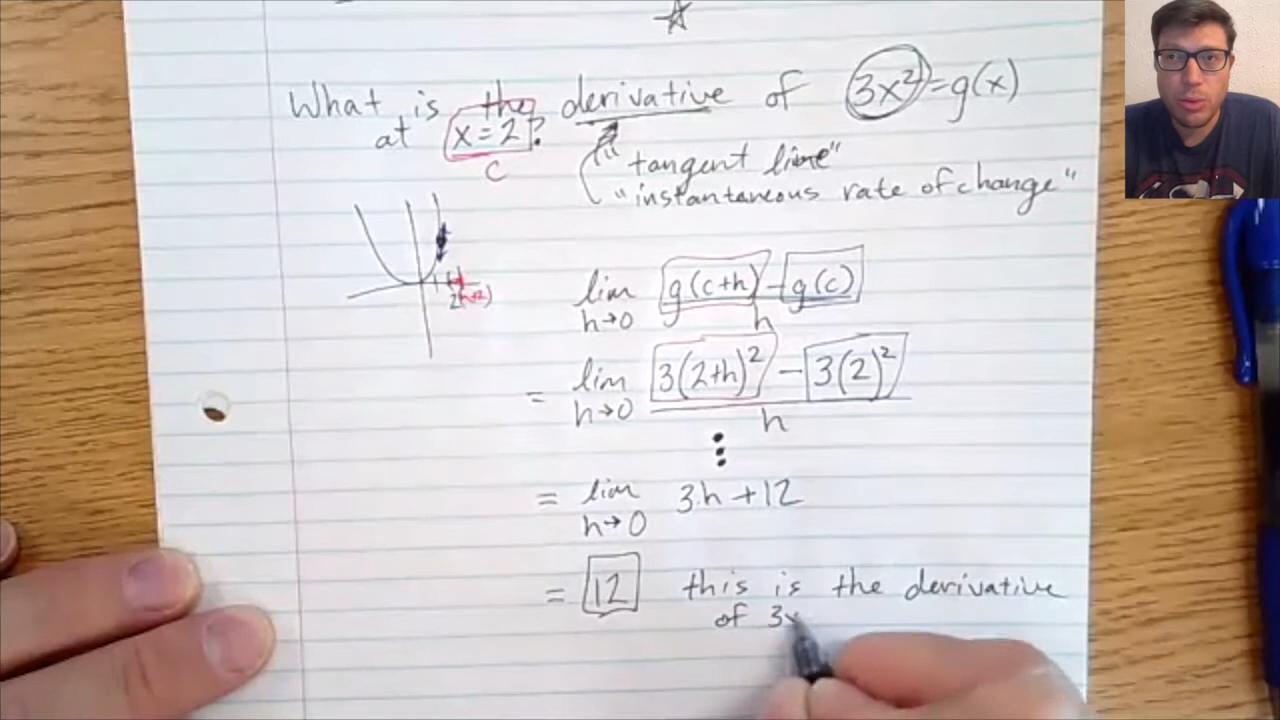 What is the derivative of 3x² = g(x)
at x = 2?
c
"tangent line"
"instantaneous rate of change"
2
lim h→0 g(c+h) - g(c) / h
= lim h→0 3(2+h)² - 3(2)² / h
⋮
= lim h→0 3h + 12
= 12 this is the derivative
of 3x